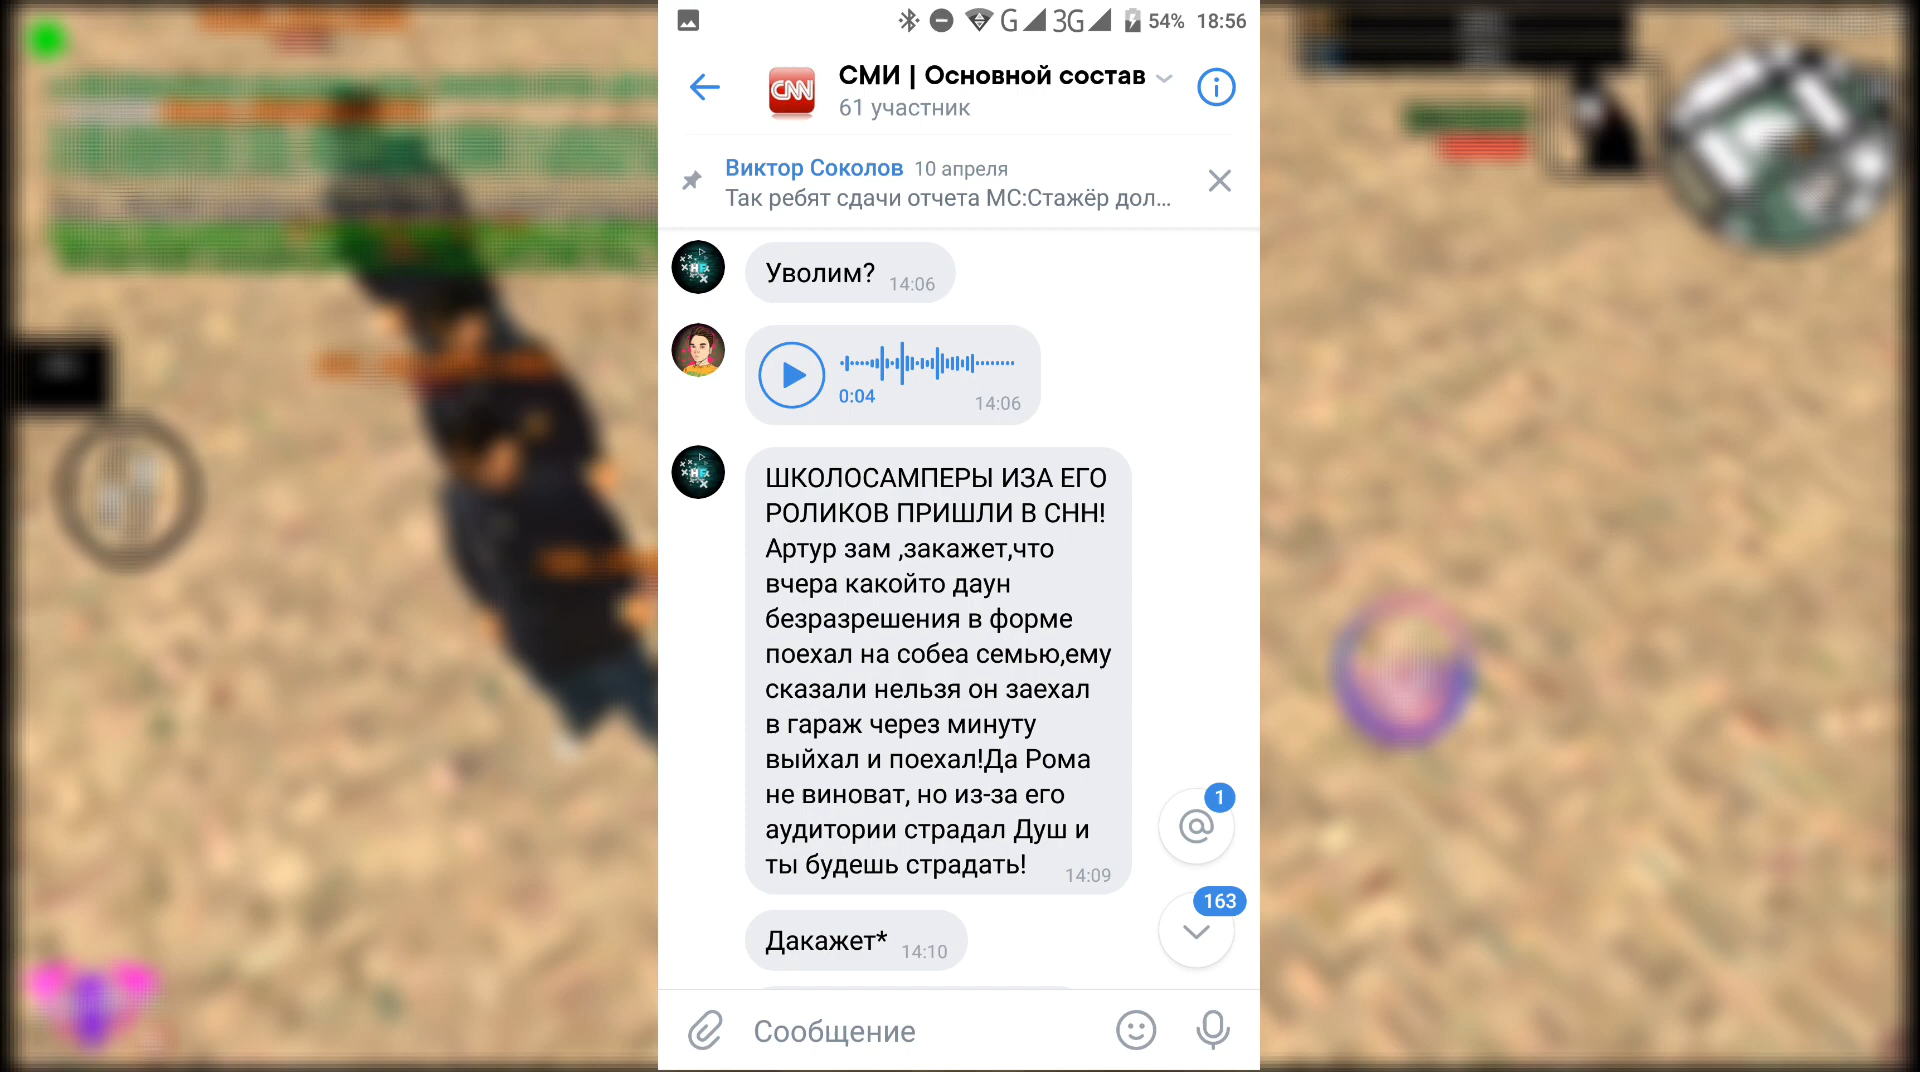 G 3G 54% 18:56
CNN
СМИ | Основной состав
61 участник
Виктор Соколов 10 апреля
Так ребят сдачи отчета МС:Стажёр дол...
Уволим? 14:06
0:04 14:06
ШКОЛОСАМПЕРЫ ИЗА ЕГО
РОЛИКОВ ПРИШЛИ В СНН!
Артур зам ,закажет,что
вчера какойто даун
безразрешения в форме
поехал на собеа семью,ему
сказали нельзя он заехал
в гараж через минуту
выйхал и поехал!Да Рома
не виноват, но из-за его
аудитории страдал Душ и
ты будешь страдать! 14:09
1
163
Дакажет* 14:10
Сообщение